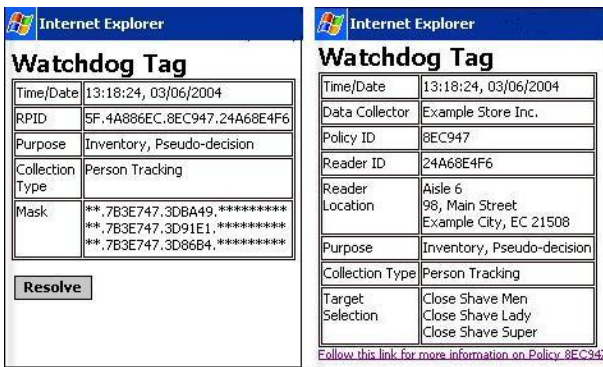 Internet Explorer
Watchdog Tag
Time/Date 13:18:24, 03/06/2004
RPID 5F.4A886EC.8EC947.24A68E4F6
Purpose Inventory, Pseudo-decision
Collection Type Person Tracking
Mask **.7B3E747.3DBA49.*********
**.7B3E747.3D91E1.*********
**.7B3E747.3D86B4.*********
Resolve
Internet Explorer
Watchdog Tag
Time/Date 13:18:24, 03/06/2004
Data Collector Example Store Inc.
Policy ID 8EC947
Reader ID 24A68E4F6
Reader Location Aisle 6
98, Main Street
Example City, EC 21508
Purpose Inventory, Pseudo-decision
Collection Type Person Tracking
Target Selection Close Shave Men
Close Shave Lady
Close Shave Super
Follow this link for more information on Policy 8EC947